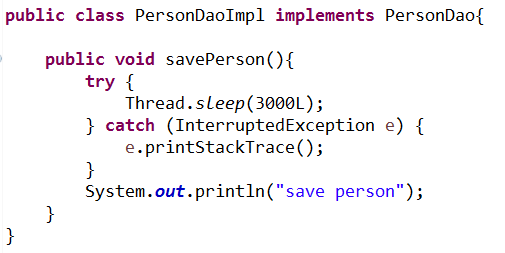 public class PersonDaoImpl implements PersonDao{
public void savePerson(){
try {
Thread.sleep(3000L);
} catch (InterruptedException e) {
e.printStackTrace();
}
System.out.println("save person");
}
}